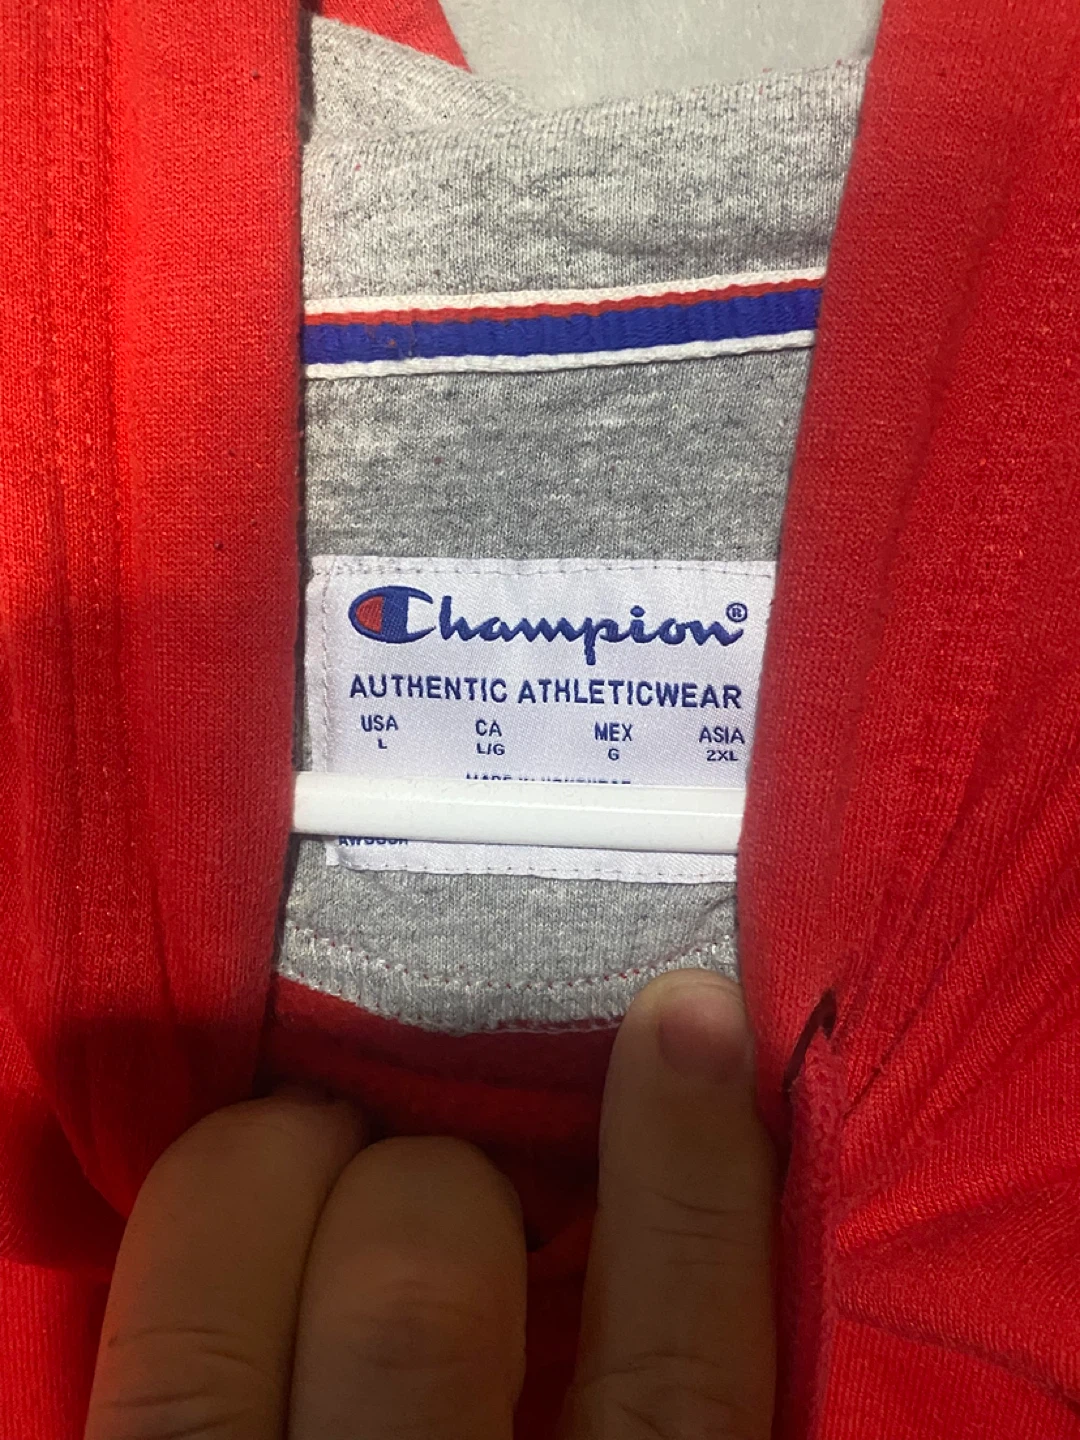 Champion®
AUTHENTIC ATHLETICWEAR
USA CA MEX ASIA
L L/G G 2XL